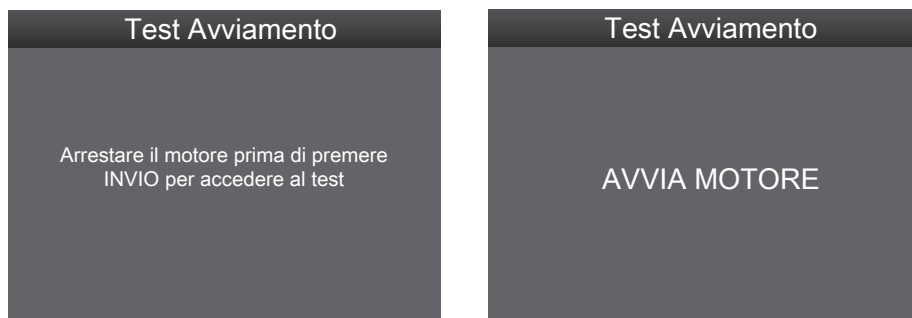 Test Avviamento
Arrestare il motore prima di premere
INVIO per accedere al test
Test Avviamento
AVVIA MOTORE